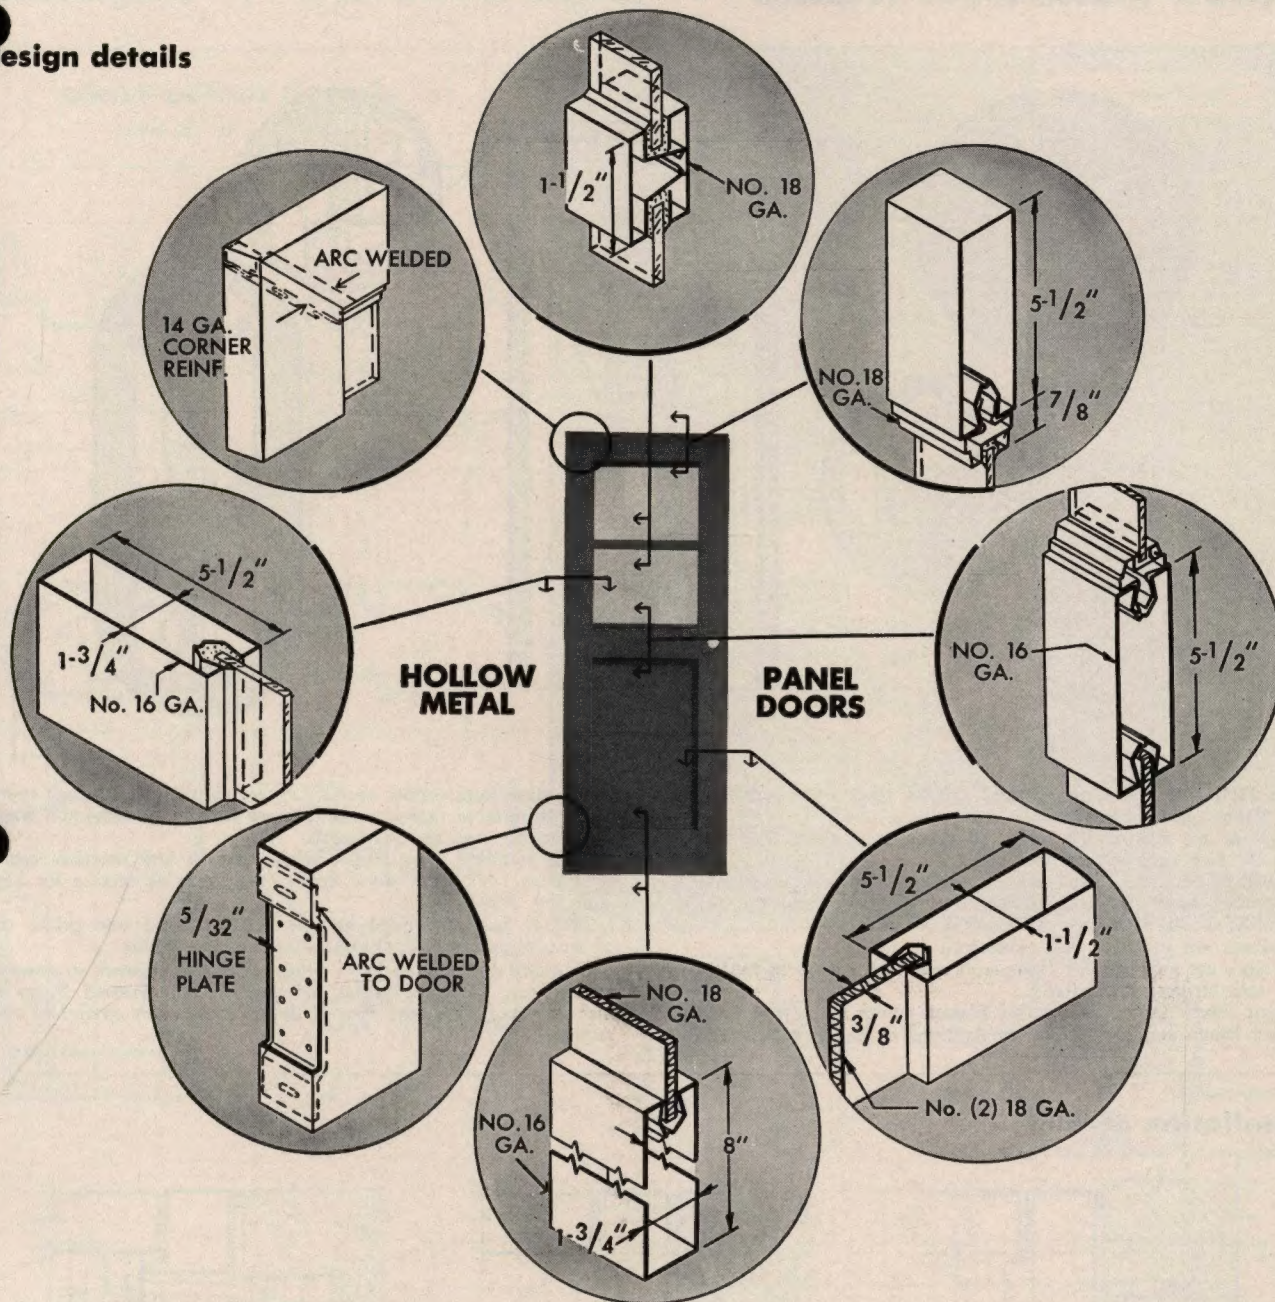 esign details
1-1/2"
NO. 18
GA.
ARC WELDED
14 GA.
CORNER
REINF.
5-1/2"
NO.18
GA.
7/8"
5-1/2"
1-3/4"
No. 16 GA.
HOLLOW
METAL
PANEL
DOORS
NO. 16
GA.
5-1/2"
5/32"
HINGE
PLATE
ARC WELDED
TO DOOR
NO. 18
GA.
NO.16
GA.
8"
1-3/4"
5-1/2"
1-1/2"
3/8"
No. (2) 18 GA.